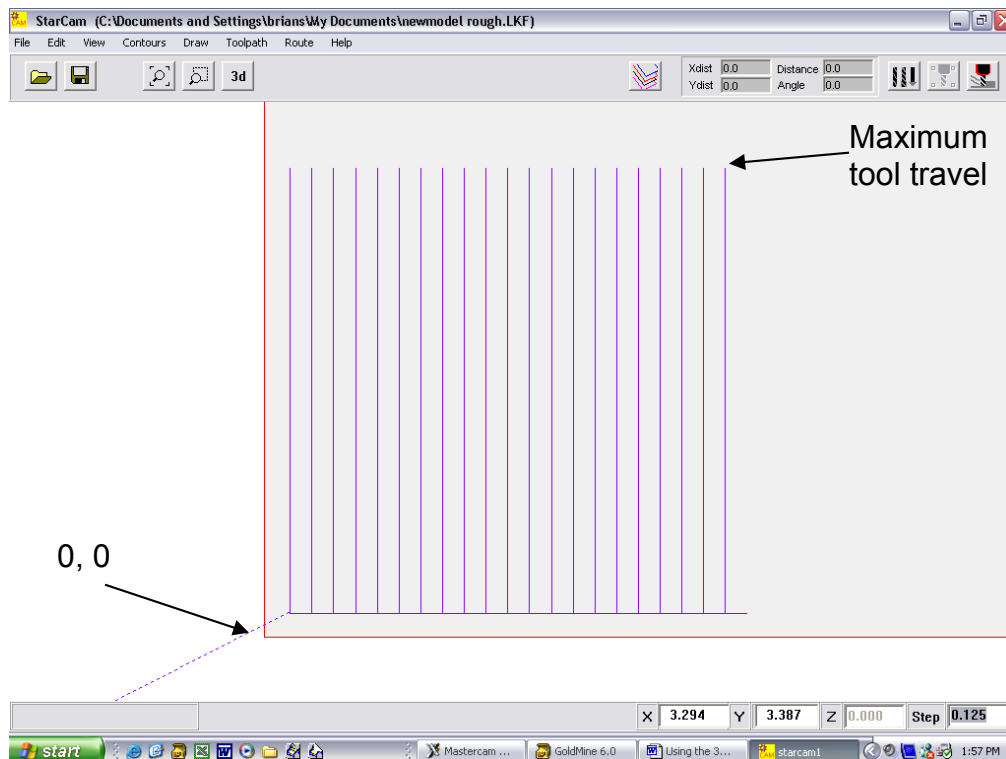 StarCam (C:\Documents and Settings\brians\My Documents\newmodel rough.LKF)
File Edit View Contours Draw Toolpath Route Help
3d
Xdist 0.0 Distance 0.0
Ydist 0.0 Angle 0.0
Maximum
tool travel
0, 0
X 3.294 Y 3.387 Z 0.000 Step 0.125
start Mastercam ... GoldMine 6.0 Using the 3... starcam1 1:57 PM